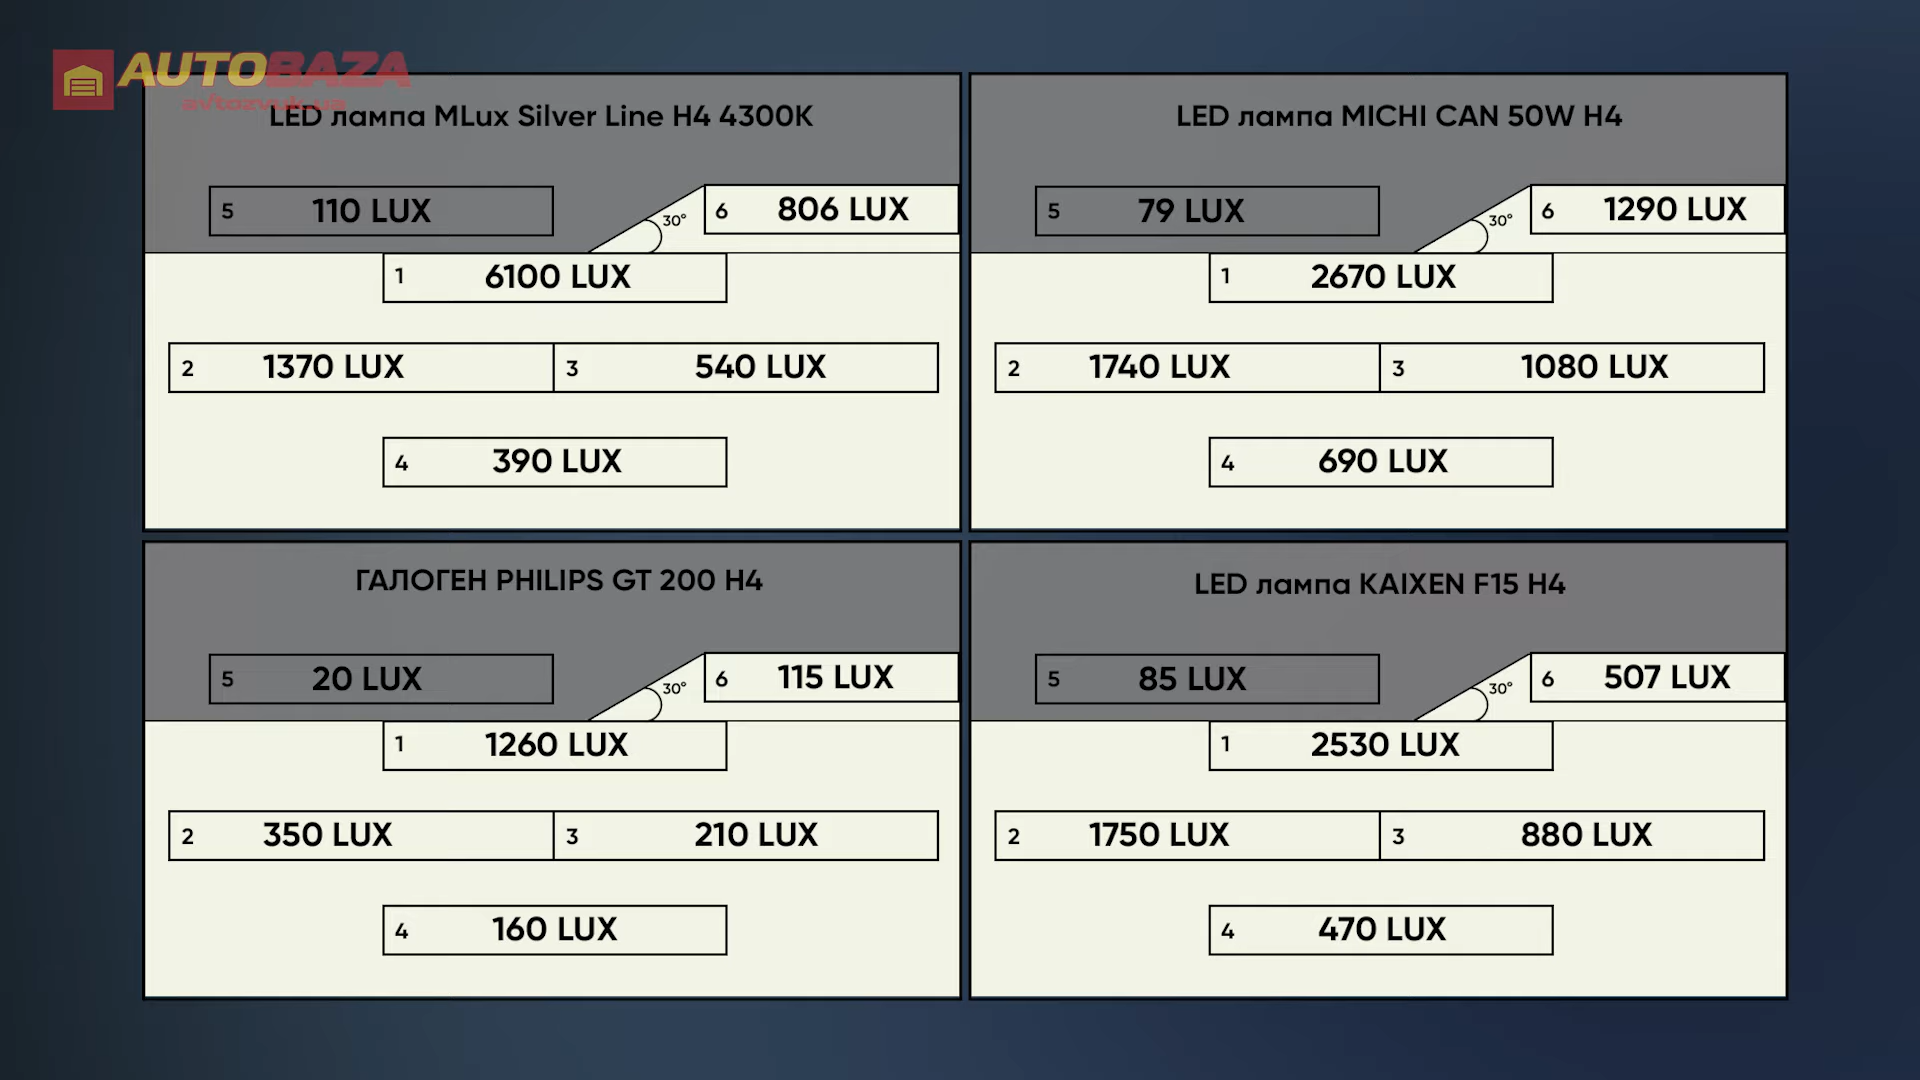 AUTOBAZA
avtozvuk.ua
LED лампа MLux Silver Line H4 4300K
5 110 LUX
30°
6 806 LUX
1 6100 LUX
2 1370 LUX
3 540 LUX
4 390 LUX
LED лампа MICHI CAN 50W H4
5 79 LUX
30°
6 1290 LUX
1 2670 LUX
2 1740 LUX
3 1080 LUX
4 690 LUX
ГАЛОГЕН PHILIPS GT 200 H4
5 20 LUX
30°
6 115 LUX
1 1260 LUX
2 350 LUX
3 210 LUX
4 160 LUX
LED лампа KAIXEN F15 H4
5 85 LUX
30°
6 507 LUX
1 2530 LUX
2 1750 LUX
3 880 LUX
4 470 LUX